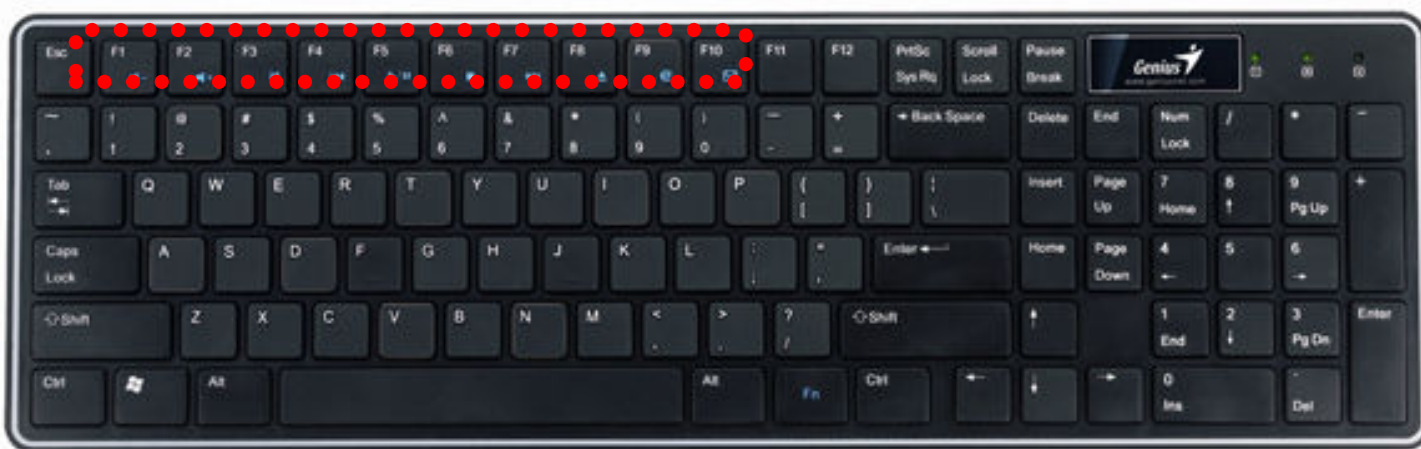 Esc F1 F2 F3 F4 F5 F6 F7 F8 F9 F10 F11 F12 PrtSc Scroll Pause
Sys Rq Lock Break
Genius
~ ! @ # $ % ^ & * ( ) — + ← Back Space Delete End Num / * -
1 2 3 4 5 6 7 8 9 0 - = Lock
Tab Q W E R T Y U I O P { } | Insert Page 7 8 9 +
[ ] \ Up Home ↑ Pg Up
Caps A S D F G H J K L : " Enter ← Home Page 4 5 6
Lock ; , Down ← →
Shift Z X C V B N M < > ? Shift ↑ 1 2 3 Enter
, . / End ↓ Pg Dn
Ctrl Alt Alt Fn Ctrl ← ↓ → 0 .
Ins Del